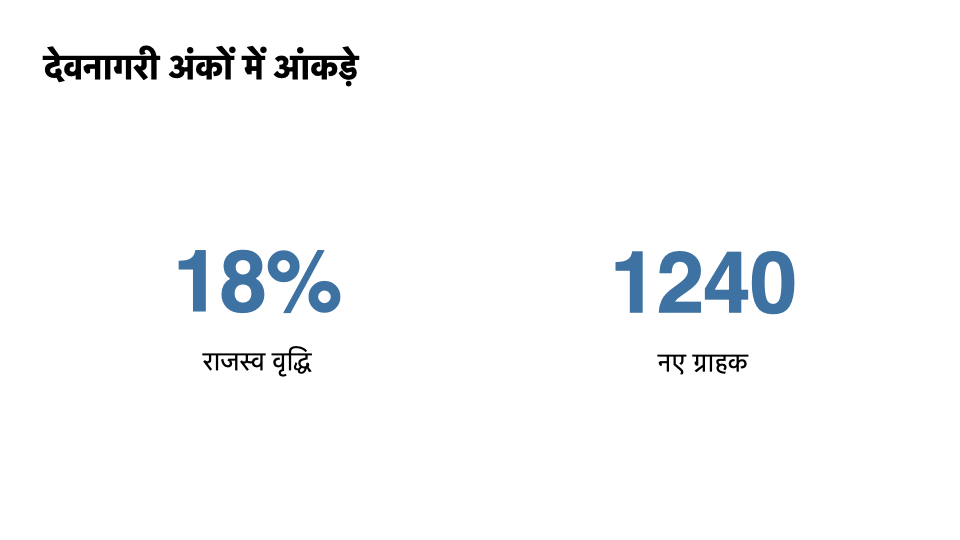 देवनागरी अंकों में आंकड़े
18%
राजस्व वृद्धि
1240
नए ग्राहक